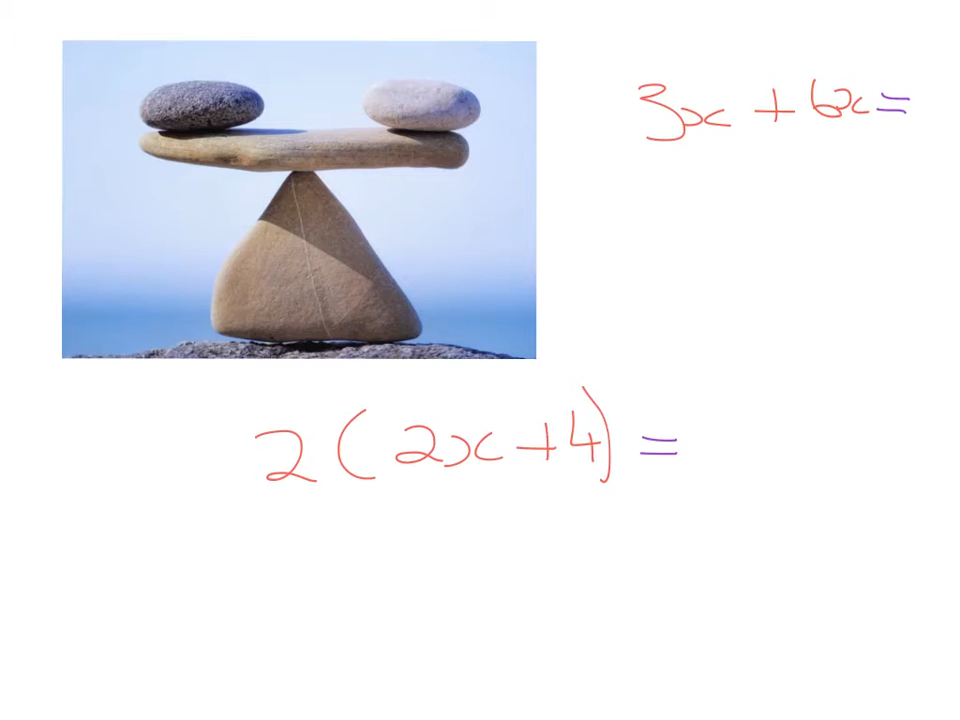 3x + 6x =
2(2x+4) =